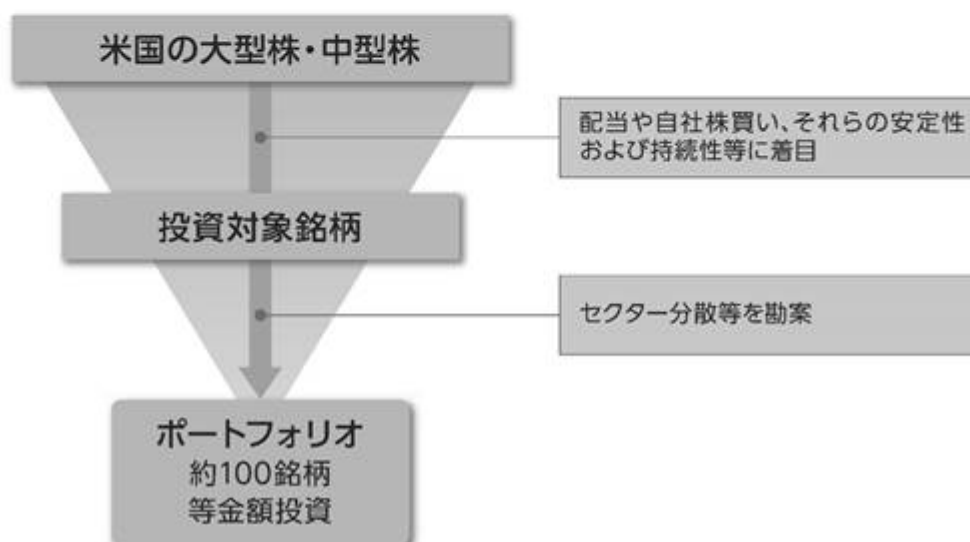 米国の大型株・中型株
配当や自社株買い、それらの安定性
および持続性等に着目
投資対象銘柄
セクター分散等を勘案
ポートフォリオ
約100銘柄
等金額投資